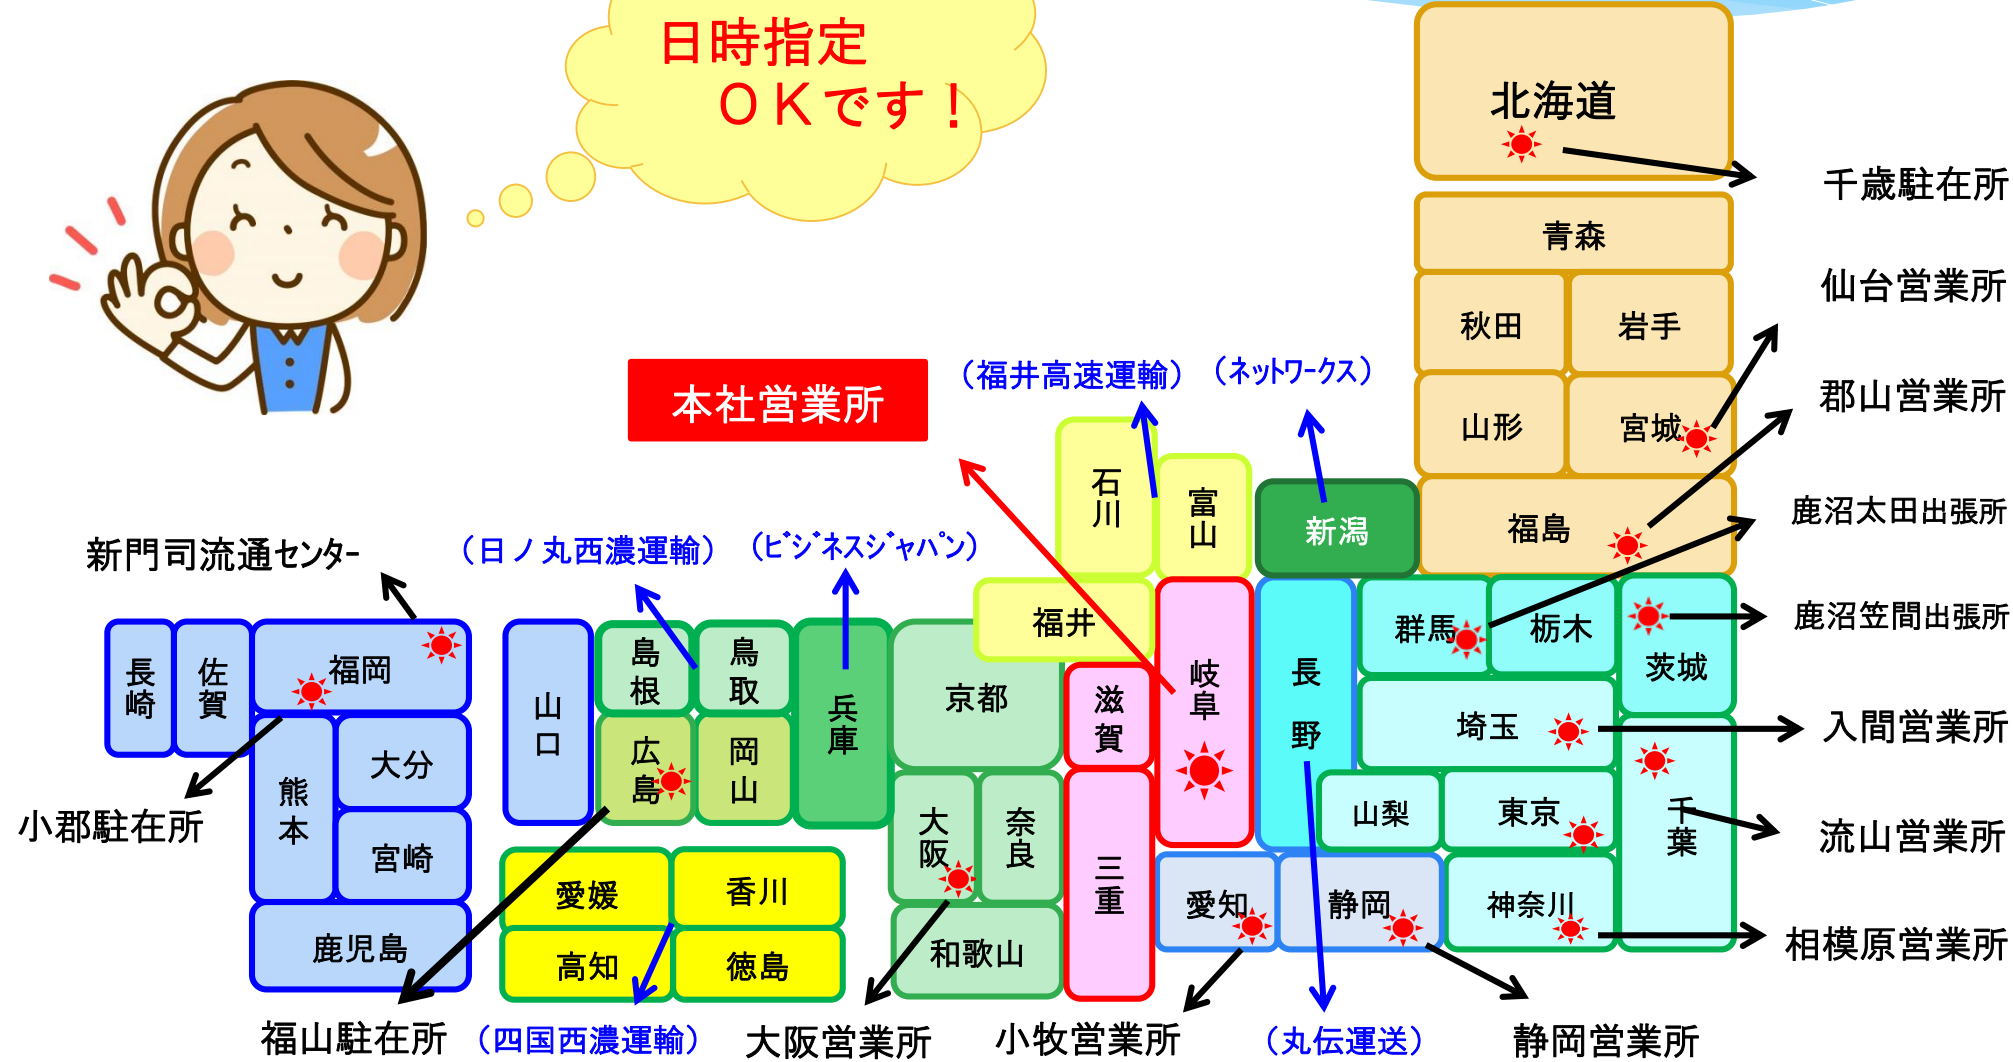 日時指定
ＯＫです！
北海道
千歳駐在所
青森
仙台営業所
秋田
岩手
郡山営業所
山形
宮城
本社営業所
（福井高速運輸）
（ﾈｯﾄﾜｰｸｽ）
石川
富山
新潟
福島
鹿沼太田出張所
新門司流通ｾﾝﾀｰ
（日ノ丸西濃運輸）
（ﾋﾞｼﾞﾈｽｼﾞｬﾊﾟﾝ）
福井
群馬
栃木
茨城
鹿沼笠間出張所
長崎
佐賀
福岡
山口
島根
鳥取
兵庫
京都
滋賀
岐阜
長野
埼玉
入間営業所
熊本
大分
広島
岡山
大阪
奈良
三重
山梨
東京
千葉
流山営業所
小郡駐在所
宮崎
愛媛
香川
愛知
静岡
神奈川
鹿児島
高知
徳島
和歌山
相模原営業所
福山駐在所
（四国西濃運輸）
大阪営業所
小牧営業所
（丸伝運送）
静岡営業所